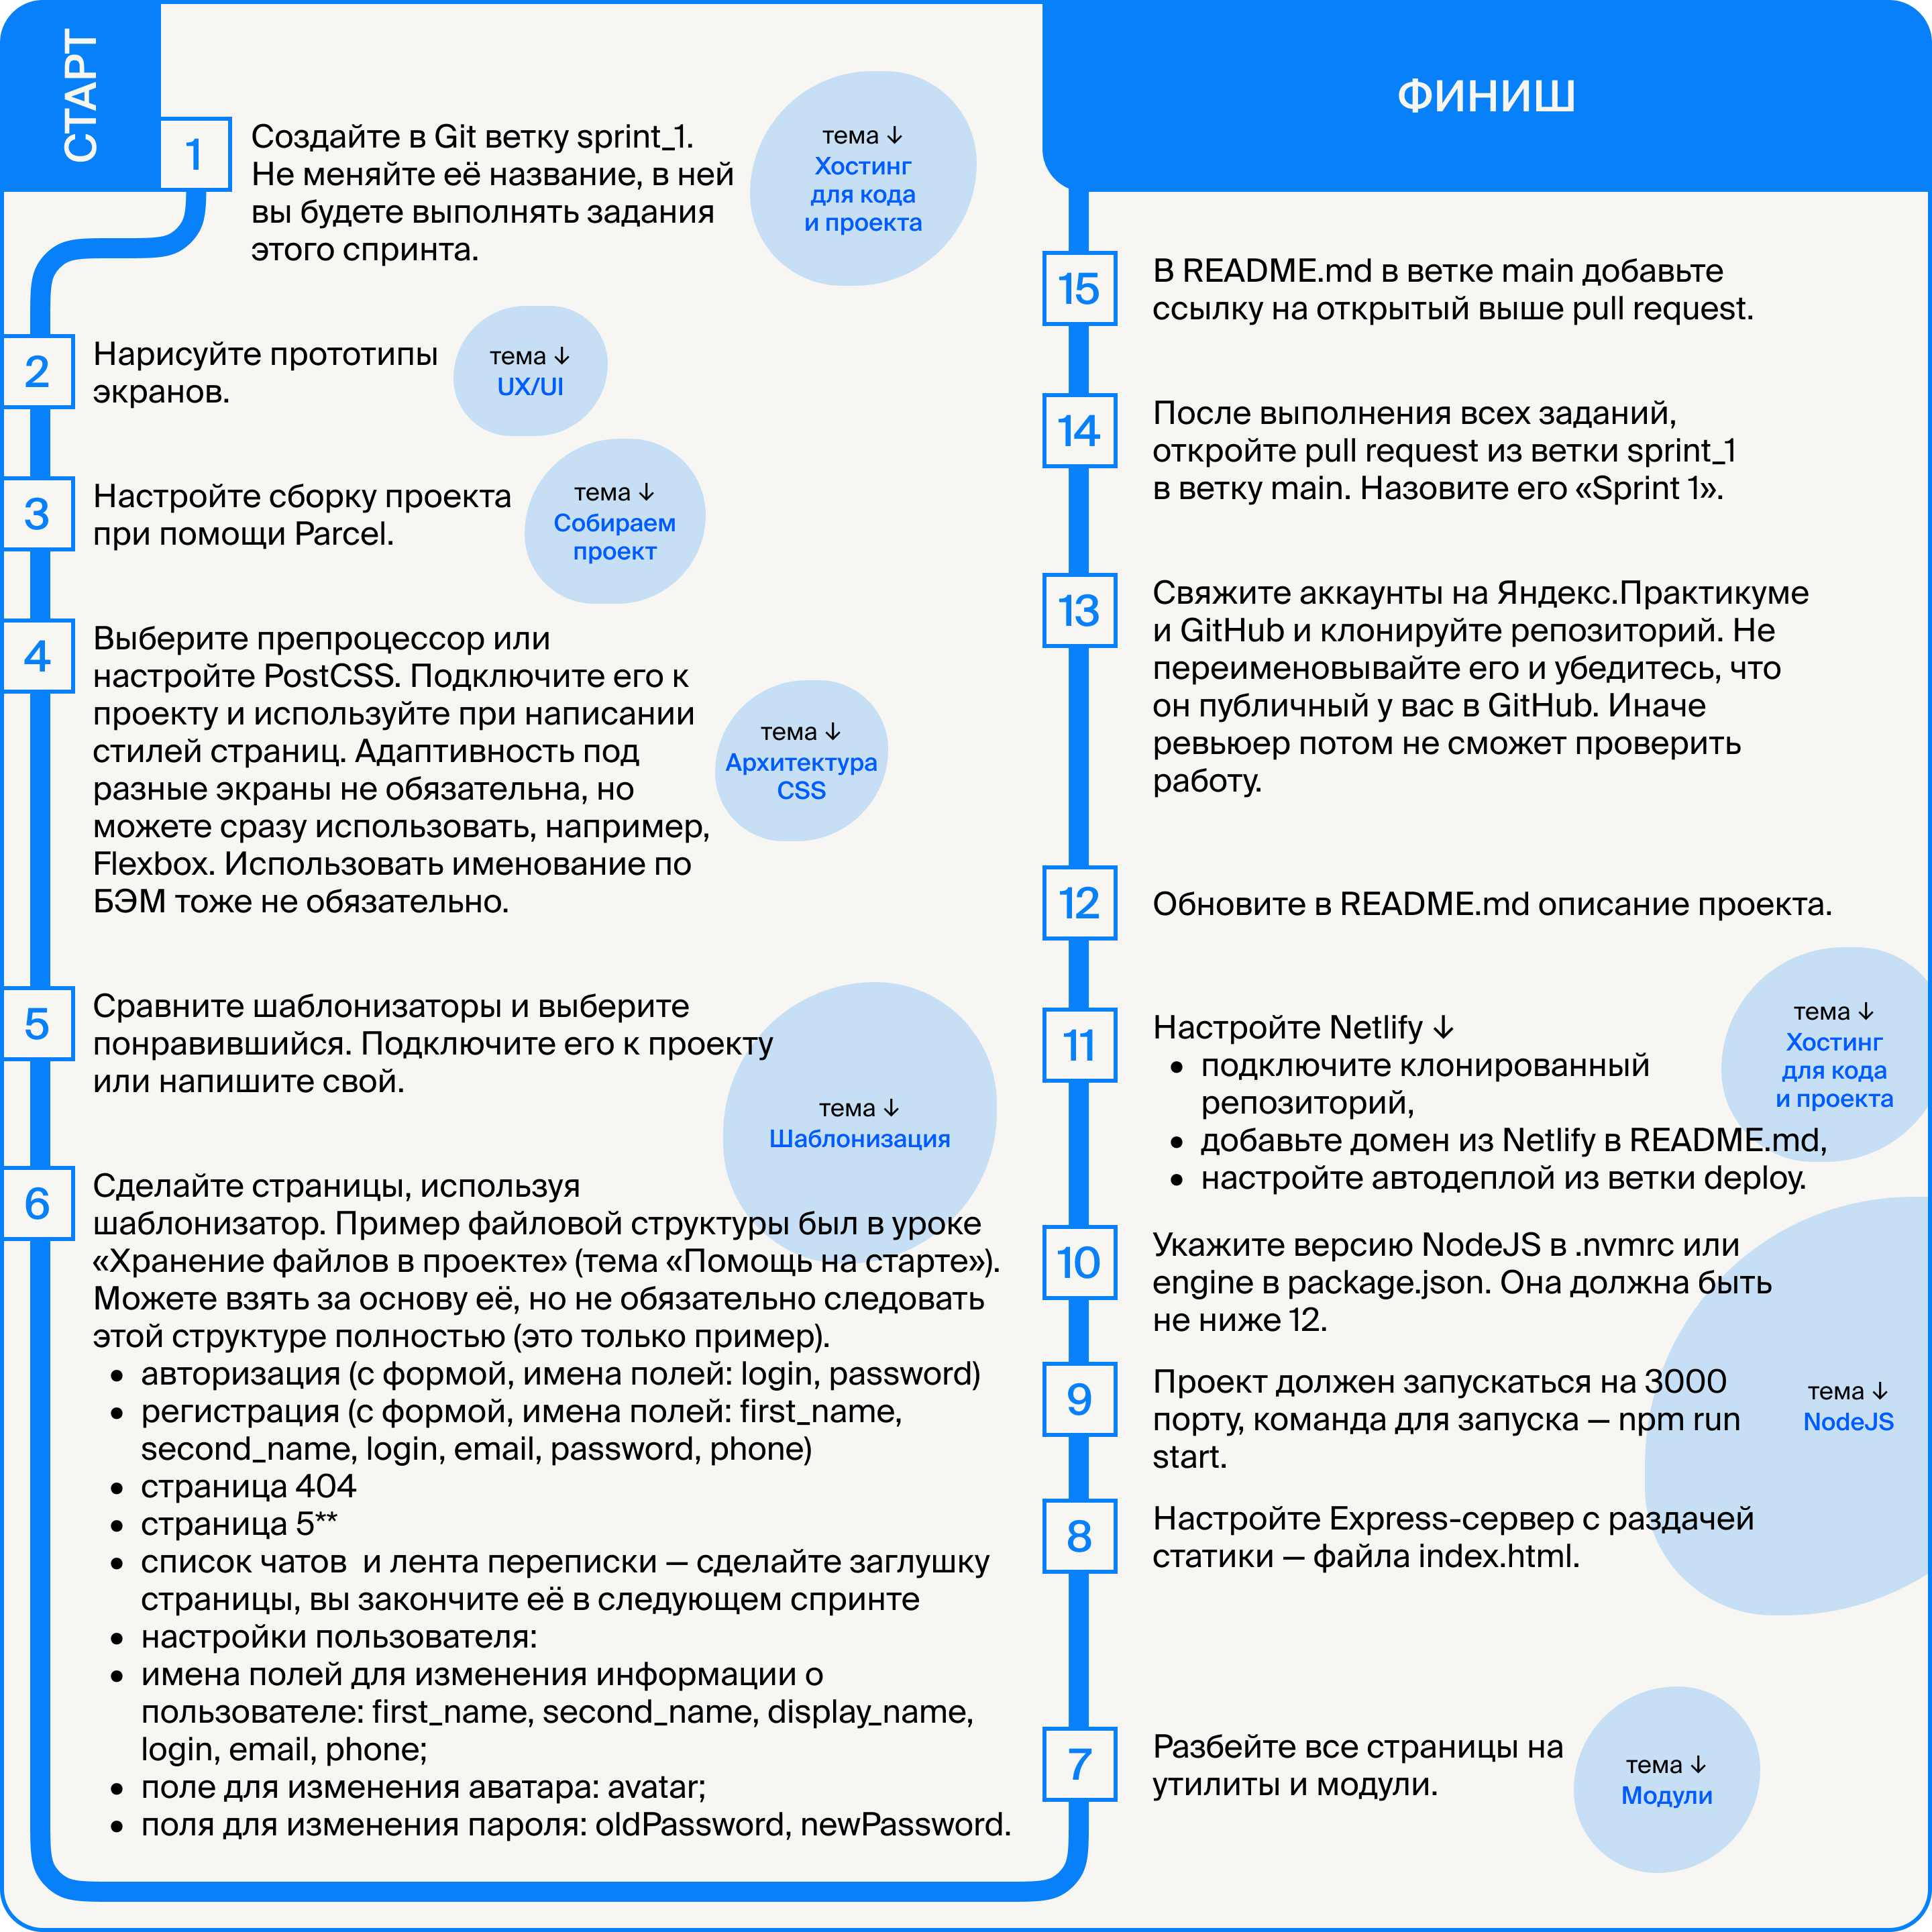 СТАРТ
1
Создайте в Git ветку sprint_1.
Не меняйте её название, в ней
вы будете выполнять задания
этого спринта.
тема ↓
Хостинг
для кода
и проекта
2
Нарисуйте прототипы
экранов.
тема ↓
UX/UI
3
Настройте сборку проекта
при помощи Parcel.
тема ↓
Собираем
проект
4
Выберите препроцессор или
настройте PostCSS. Подключите его к
проекту и используйте при написании
стилей страниц. Адаптивность под
разные экраны не обязательна, но
можете сразу использовать, например,
Flexbox. Использовать именование по
БЭМ тоже не обязательно.
тема ↓
Архитектура
CSS
5
Сравните шаблонизаторы и выберите
понравившийся. Подключите его к проекту
или напишите свой.
тема ↓
Шаблонизация
6
Сделайте страницы, используя
шаблонизатор. Пример файловой структуры был в уроке
«Хранение файлов в проекте» (тема «Помощь на старте»).
Можете взять за основу её, но не обязательно следовать
этой структуре полностью (это только пример).
• авторизация (с формой, имена полей: login, password)
• регистрация (с формой, имена полей: first_name,
second_name, login, email, password, phone)
• страница 404
• страница 5**
• список чатов  и лента переписки — сделайте заглушку
страницы, вы закончите её в следующем спринте
• настройки пользователя:
• имена полей для изменения информации о
пользователе: first_name, second_name, display_name,
login, email, phone;
• поле для изменения аватара: avatar;
• поля для изменения пароля: oldPassword, newPassword.
ФИНИШ
15
В README.md в ветке main добавьте
ссылку на открытый выше pull request.
14
После выполнения всех заданий,
откройте pull request из ветки sprint_1
в ветку main. Назовите его «Sprint 1».
13
Свяжите аккаунты на Яндекс.Практикуме
и GitHub и клонируйте репозиторий. Не
переименовывайте его и убедитесь, что
он публичный у вас в GitHub. Иначе
ревьюер потом не сможет проверить
работу.
12
Обновите в README.md описание проекта.
11
Настройте Netlify ↓
• подключите клонированный
репозиторий,
• добавьте домен из Netlify в README.md,
• настройте автодеплой из ветки deploy.
тема ↓
Хостинг
для кода
и проекта
10
Укажите версию NodeJS в .nvmrc или
engine в package.json. Она должна быть
не ниже 12.
9
Проект должен запускаться на 3000
порту, команда для запуска — npm run
start.
тема ↓
NodeJS
8
Настройте Express-сервер с раздачей
статики — файла index.html.
7
Разбейте все страницы на
утилиты и модули.
тема ↓
Модули